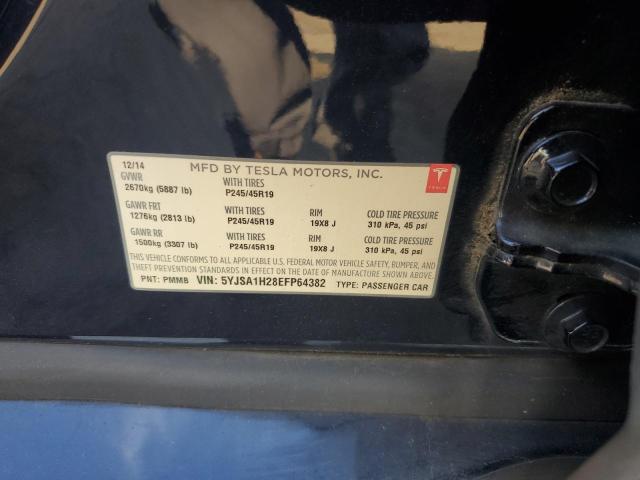 12/14 MFD BY TESLA MOTORS, INC.
GVWR WITH TIRES
2670kg (5887 lb) P245/45R19
TESLA
GAWR FRT WITH TIRES RIM COLD TIRE PRESSURE
1276kg (2813 lb) P245/45R19 19X8 J 310 kPa, 45 psi
GAWR RR WITH TIRES RIM COLD TIRE PRESSURE
1500kg (3307 lb) P245/45R19 19X8 J 310 kPa, 45 psi
THIS VEHICLE CONFORMS TO ALL APPLICABLE U.S. FEDERAL MOTOR VEHICLE SAFETY, BUMPER, AND
THEFT PREVENTION STANDARDS IN EFFECT ON THE DATE OF MANUFACTURE SHOWN ABOVE.
PNT: PMMB VIN: 5YJSA1H28EFP64382 TYPE: PASSENGER CAR